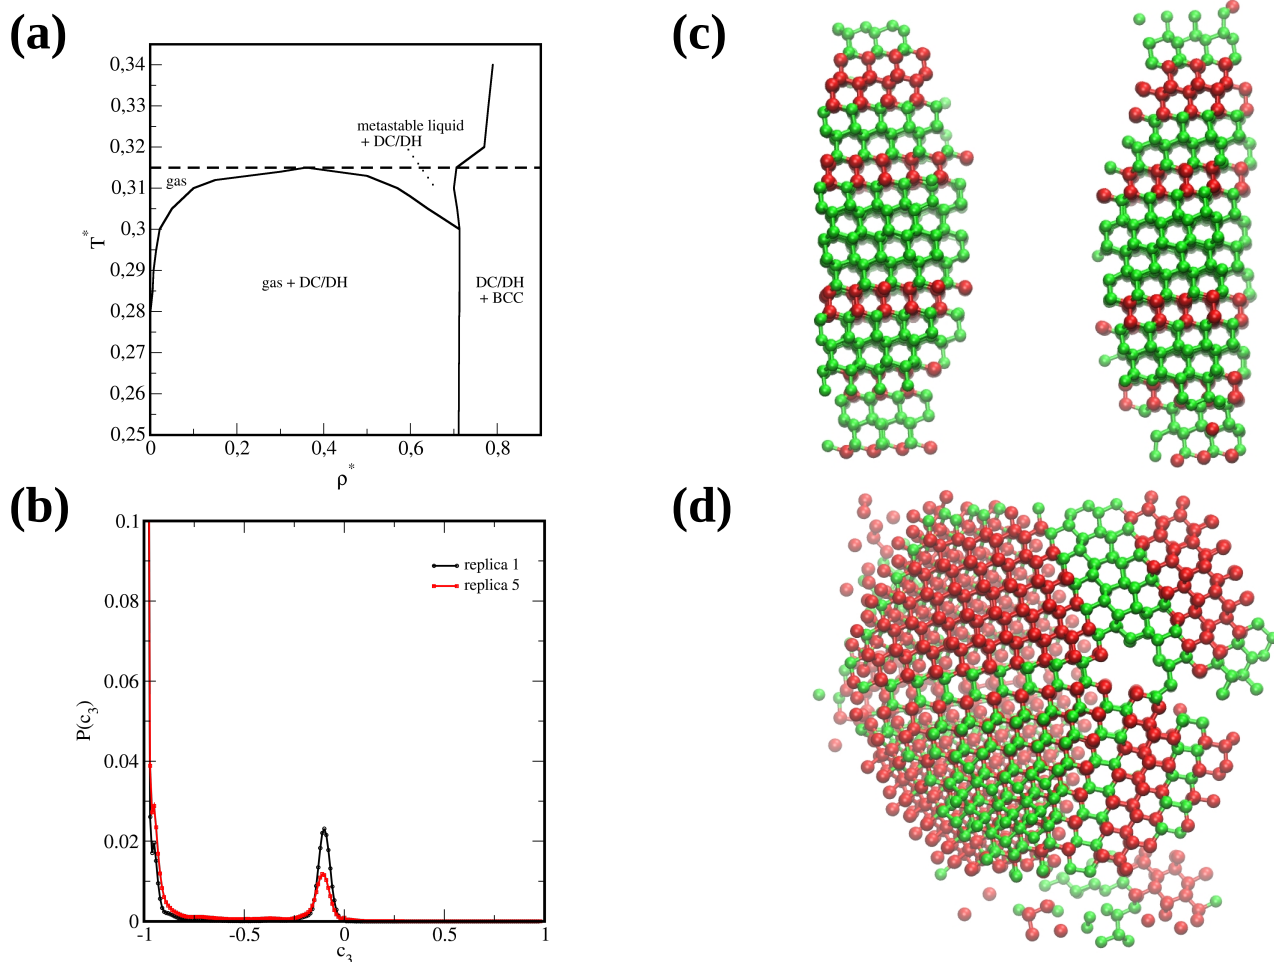 (a)
0,34
0,33
0,32
0,31
0,3
0,29
0,28
0,27
0,26
0,25
T*
metastable liquid
+ DC/DH
gas
gas + DC/DH
DC/DH
+ BCC
0 0,2 0,4 0,6 0,8
ρ*
(b)
0.1
0.08
0.06
0.04
0.02
0
P(c3)
replica 1
replica 5
-1 -0.5 0 0.5 1
c3
(c)
(d)